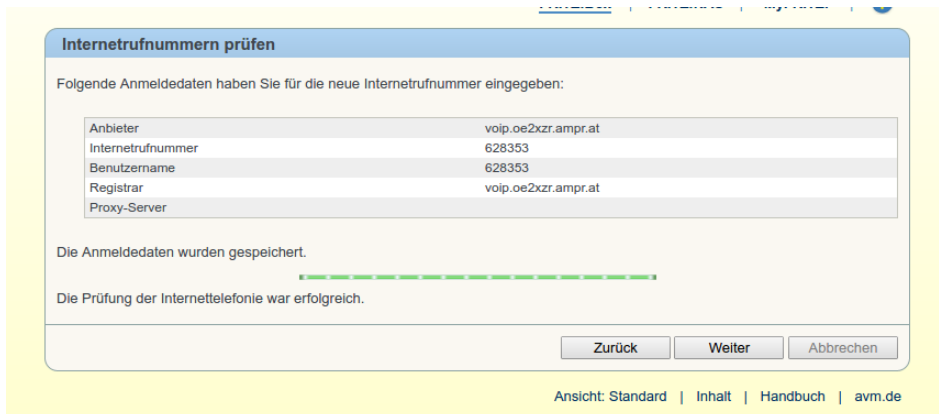 Internetrufnummern prüfen
Folgende Anmeldedaten haben Sie für die neue Internetrufnummer eingegeben:
Anbieter voip.oe2xzr.ampr.at
Internetrufnummer 628353
Benutzername 628353
Registrar voip.oe2xzr.ampr.at
Proxy-Server
Die Anmeldedaten wurden gespeichert.
Die Prüfung der Internettelefonie war erfolgreich.
Zurück Weiter Abbrechen
Ansicht: Standard | Inhalt | Handbuch | avm.de